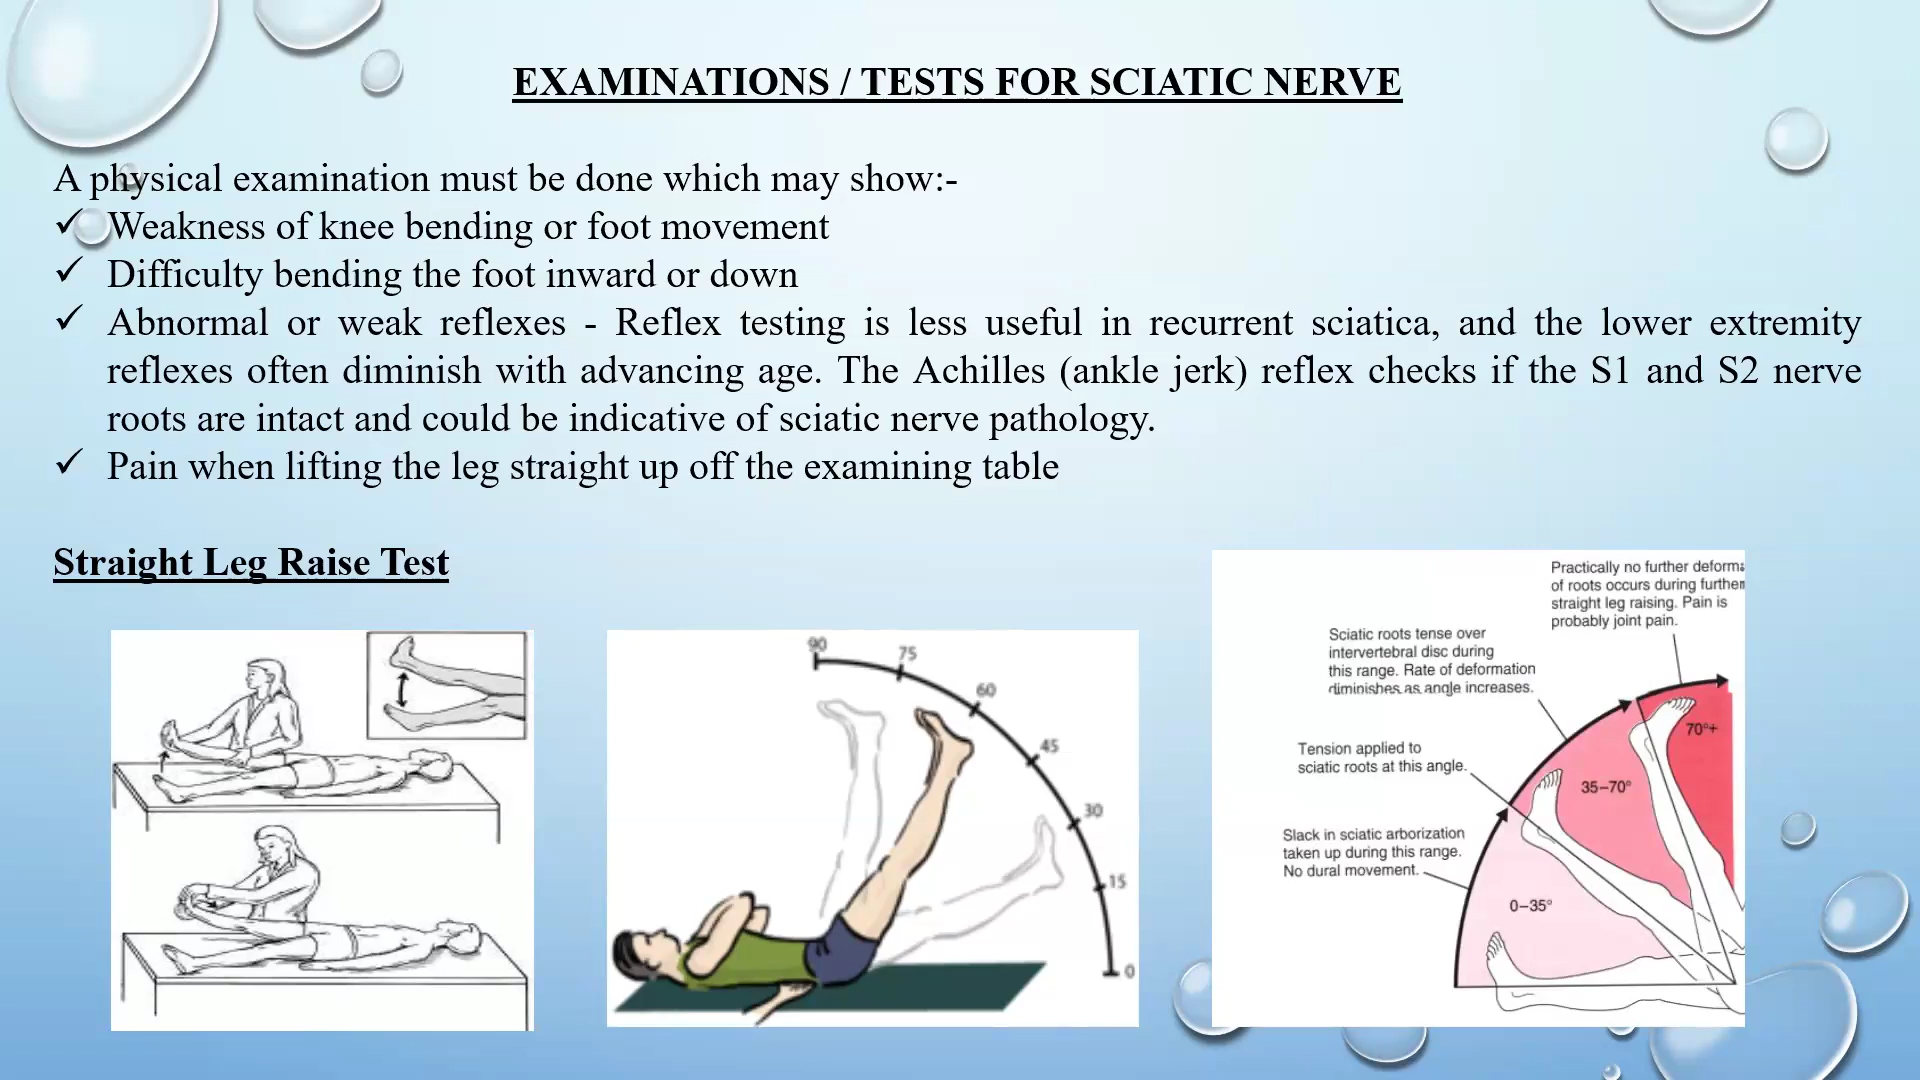 EXAMINATIONS / TESTS FOR SCIATIC NERVE
A physical examination must be done which may show:-
✓ Weakness of knee bending or foot movement
✓ Difficulty bending the foot inward or down
✓ Abnormal or weak reflexes - Reflex testing is less useful in recurrent sciatica, and the lower extremity
reflexes often diminish with advancing age. The Achilles (ankle jerk) reflex checks if the S1 and S2 nerve
roots are intact and could be indicative of sciatic nerve pathology.
✓ Pain when lifting the leg straight up off the examining table
Straight Leg Raise Test
90
75
60
45
30
15
0
Practically no further deforma
of roots occurs during further
straight leg raising. Pain is
probably joint pain.
Sciatic roots tense over
intervertebral disc during
this range. Rate of deformation
diminishes as angle increases.
70°+
Tension applied to
sciatic roots at this angle.
35–70°
Slack in sciatic arborization
taken up during this range.
No dural movement.
0–35°